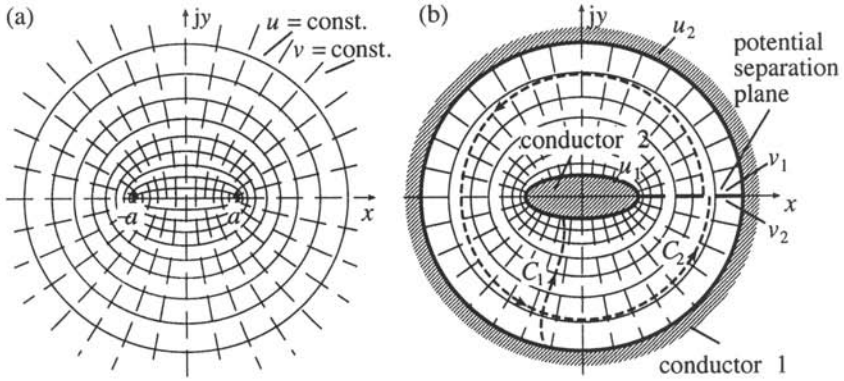 (a)
jy
u = const.
v = const.
-a
a
x
(b)
jy
u2
potential
separation
plane
conductor 2
u1
v1
x
v2
C1
C2
conductor 1